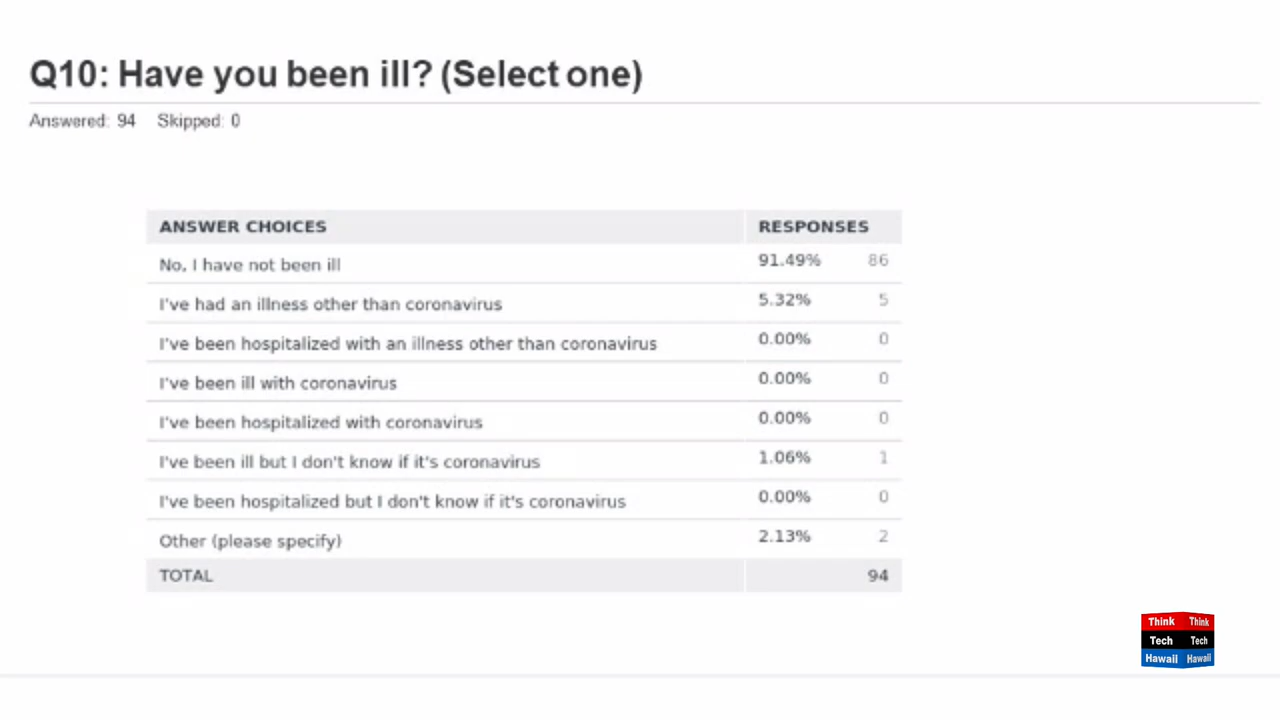 Q10: Have you been ill? (Select one)
Answered: 94 Skipped: 0
ANSWER CHOICES RESPONSES
No, I have not been ill 91.49% 86
I've had an illness other than coronavirus 5.32% 5
I've been hospitalized with an illness other than coronavirus 0.00% 0
I've been ill with coronavirus 0.00% 0
I've been hospitalized with coronavirus 0.00% 0
I've been ill but I don't know if it's coronavirus 1.06% 1
I've been hospitalized but I don't know if it's coronavirus 0.00% 0
Other (please specify) 2.13% 2
TOTAL 94
Think Think
Tech Tech
Hawaii Hawaii